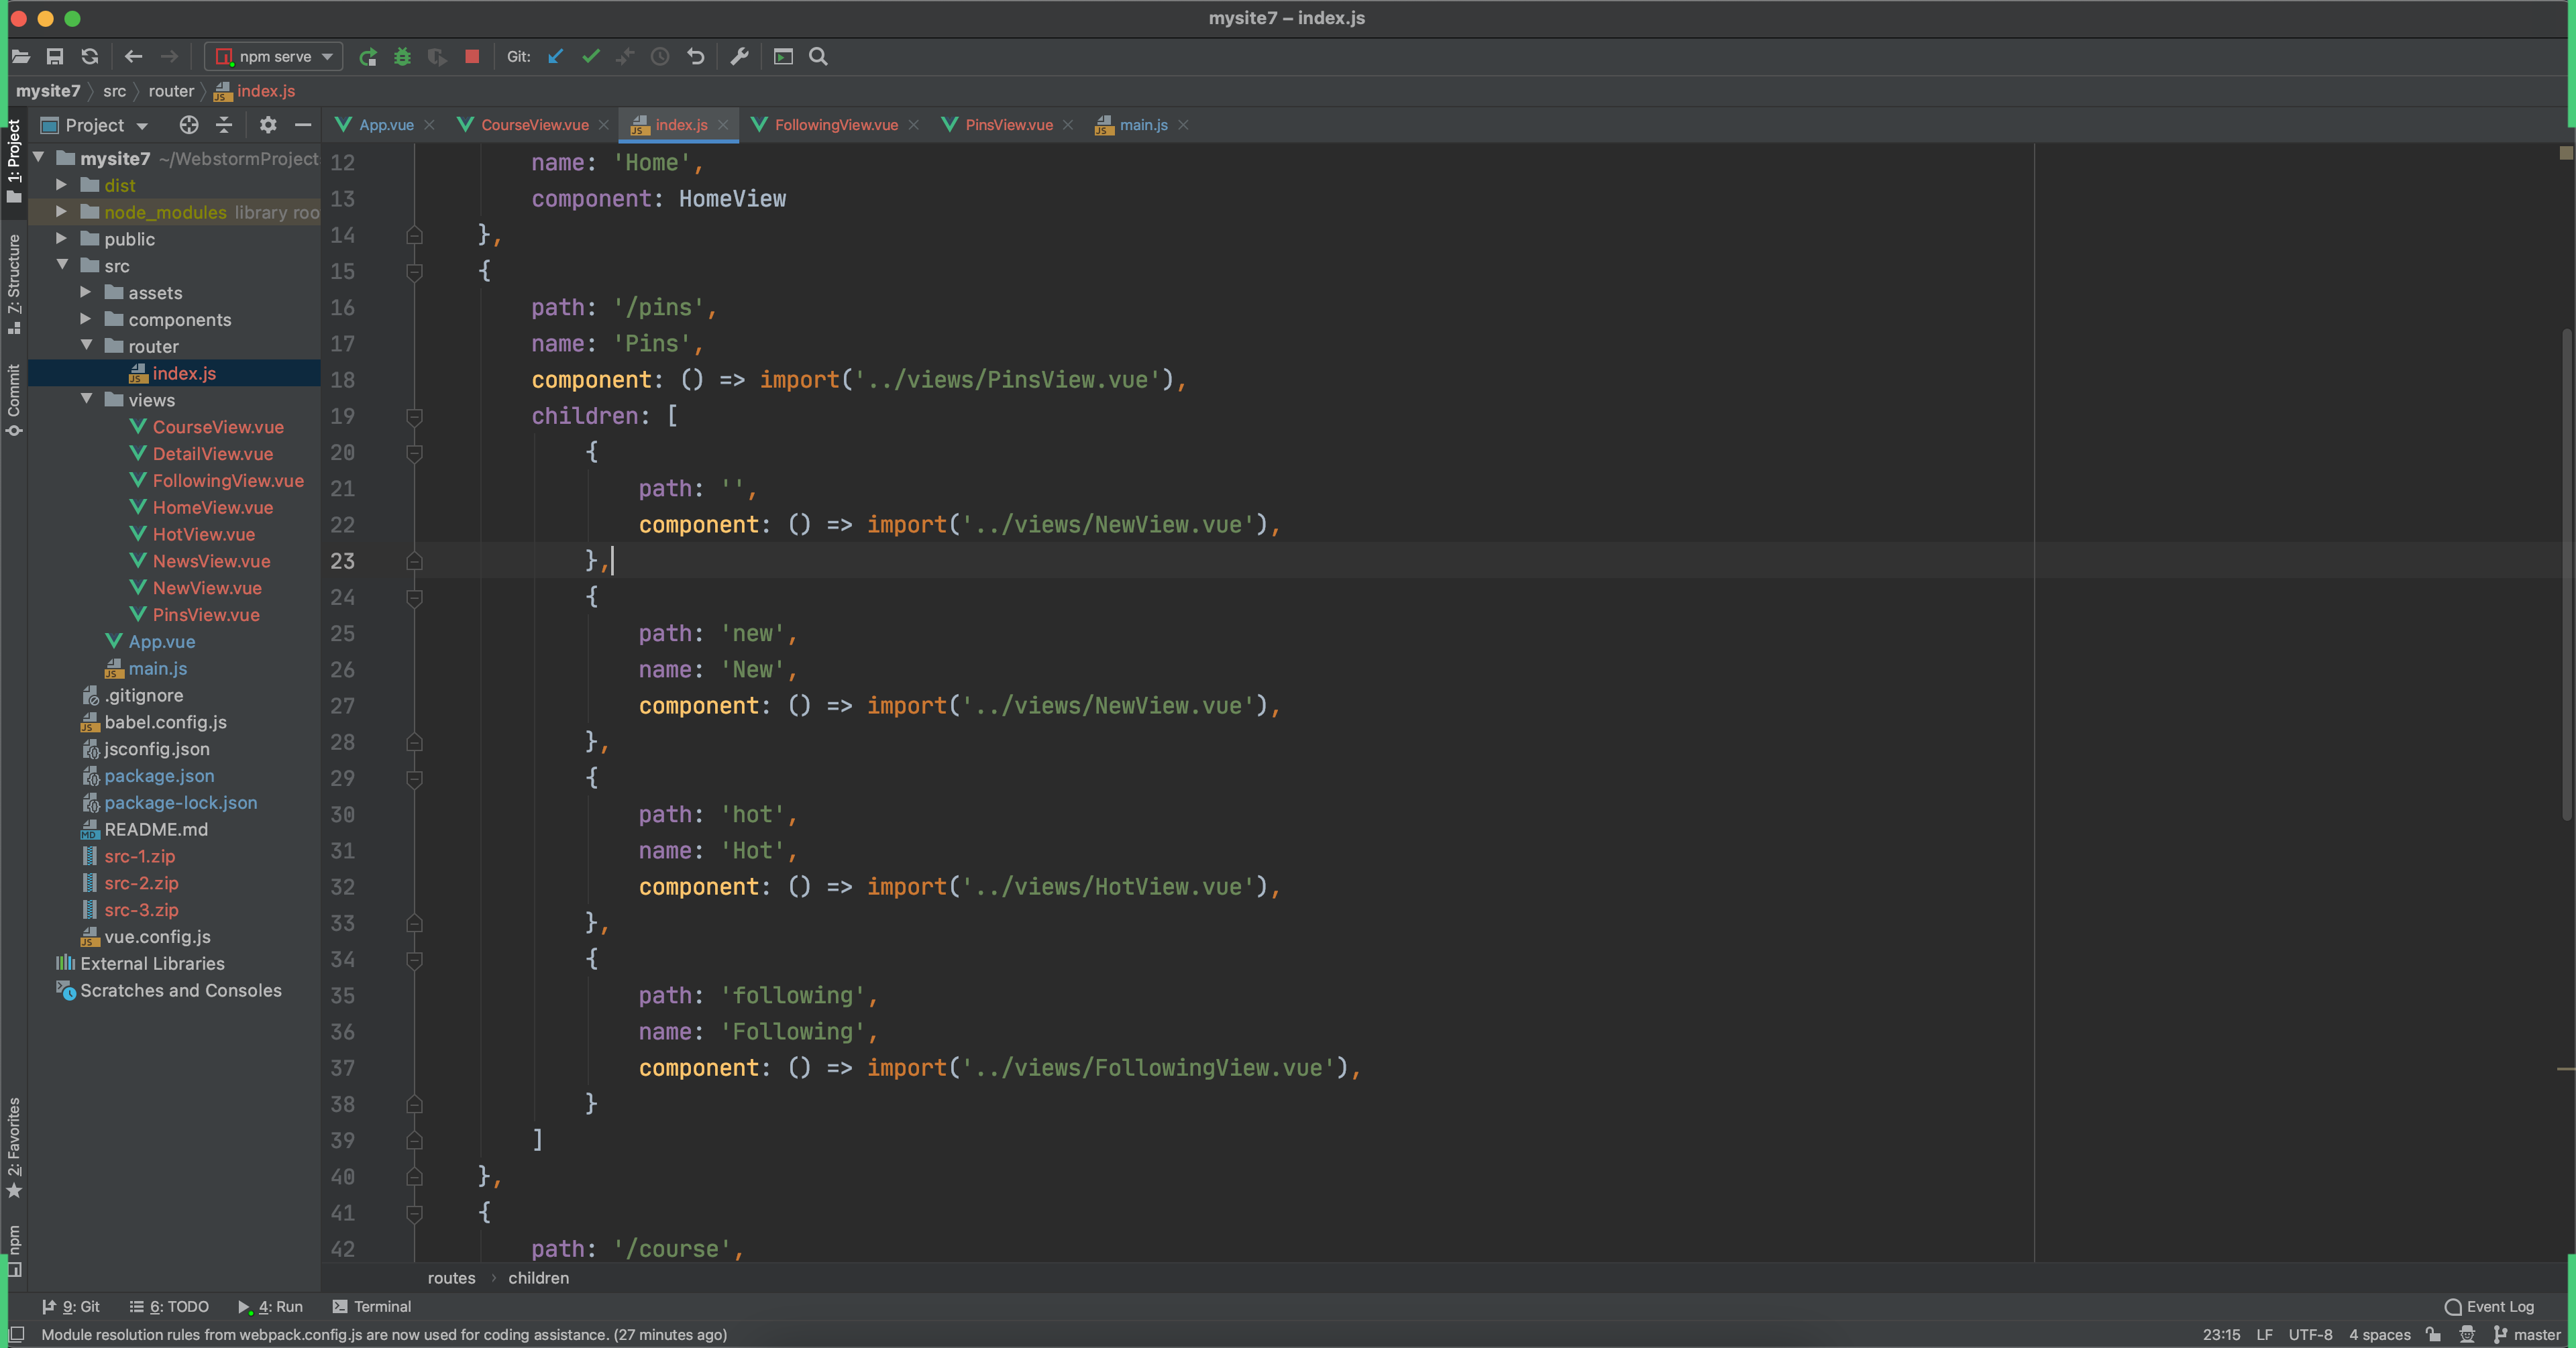 mysite7 – index.js
npm serve
Git:
mysite7 〉 src 〉 router 〉 index.js
Project
App.vue
CourseView.vue
index.js
FollowingView.vue
PinsView.vue
main.js
1: Project
Z: Structure
Commit
2: Favorites
npm
mysite7 ~/WebstormProject
dist
node_modules library roo
public
src
assets
components
router
index.js
views
CourseView.vue
DetailView.vue
FollowingView.vue
HomeView.vue
HotView.vue
NewsView.vue
NewView.vue
PinsView.vue
App.vue
main.js
.gitignore
babel.config.js
jsconfig.json
package.json
package-lock.json
README.md
src-1.zip
src-2.zip
src-3.zip
vue.config.js
External Libraries
Scratches and Consoles
12 name: 'Home',
13 component: HomeView
14 },
15 {
16 path: '/pins',
17 name: 'Pins',
18 component: () => import('../views/PinsView.vue'),
19 children: [
20 {
21 path: '',
22 component: () => import('../views/NewView.vue'),
23 },
24 {
25 path: 'new',
26 name: 'New',
27 component: () => import('../views/NewView.vue'),
28 },
29 {
30 path: 'hot',
31 name: 'Hot',
32 component: () => import('../views/HotView.vue'),
33 },
34 {
35 path: 'following',
36 name: 'Following',
37 component: () => import('../views/FollowingView.vue'),
38 }
39 ]
40 },
41 {
42 path: '/course',
routes › children
9: Git
6: TODO
4: Run
Terminal
Event Log
Module resolution rules from webpack.config.js are now used for coding assistance. (27 minutes ago)
23:15 LF UTF-8 4 spaces master